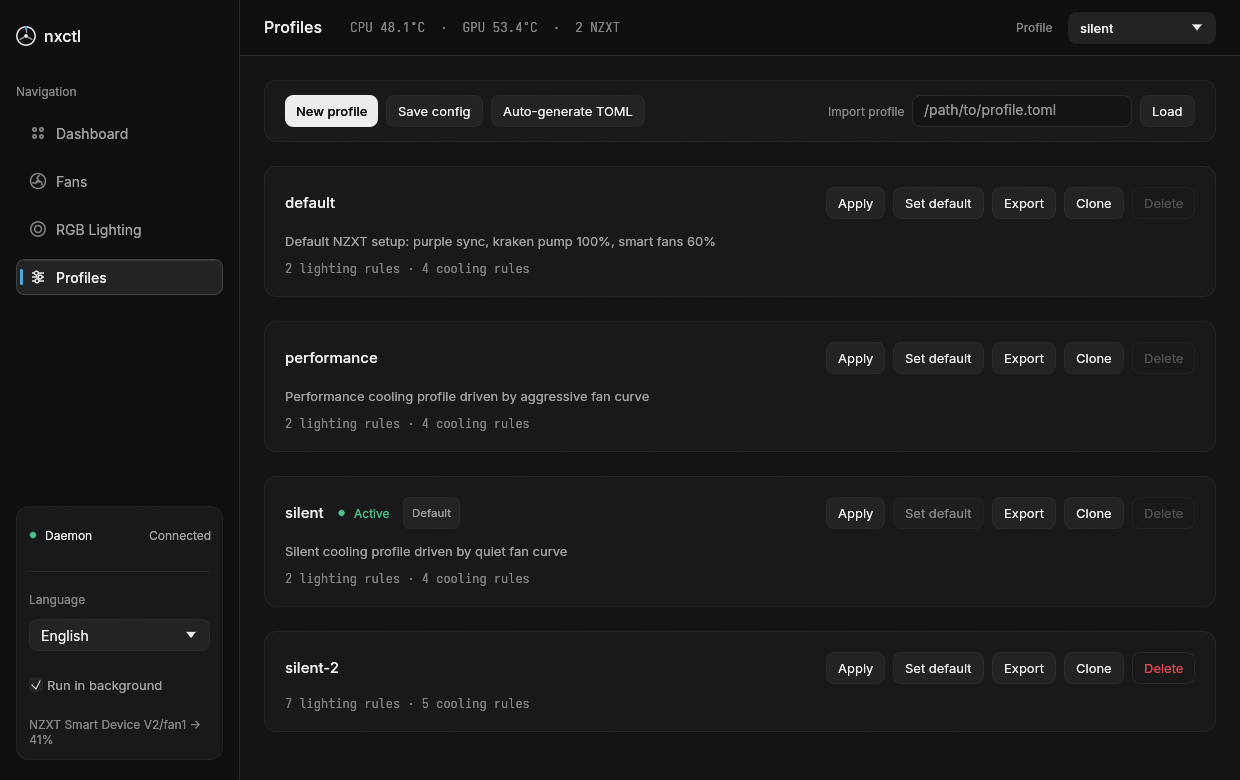 nxctl
Profiles CPU 48.1°C · GPU 53.4°C · 2 NZXT Profile silent
Navigation
Dashboard
Fans
RGB Lighting
Profiles
Daemon Connected
Language
English
Run in background
NZXT Smart Device V2/fan1 →
41%
New profile Save config Auto-generate TOML Import profile /path/to/profile.toml Load
default Apply Set default Export Clone Delete
Default NZXT setup: purple sync, kraken pump 100%, smart fans 60%
2 lighting rules · 4 cooling rules
performance Apply Set default Export Clone Delete
Performance cooling profile driven by aggressive fan curve
2 lighting rules · 4 cooling rules
silent Active Default Apply Set default Export Clone Delete
Silent cooling profile driven by quiet fan curve
2 lighting rules · 4 cooling rules
silent-2 Apply Set default Export Clone Delete
7 lighting rules · 5 cooling rules